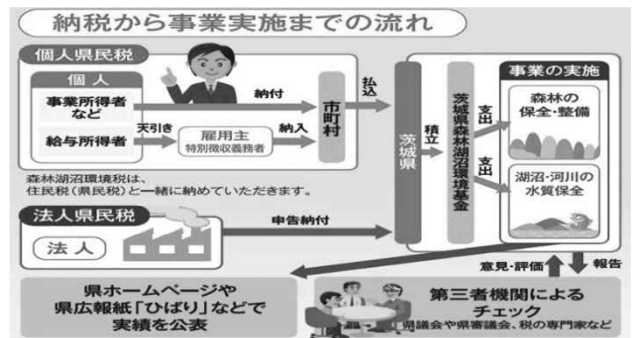 納税から事業実施までの流れ
個人県民税
個人
事業所得者
など
給与所得者
納付
天引き
雇用主
特別徴収義務者
納入
市町村
払込
森林湖沼環境税は、
住民税(県民税)と一緒に納めていただきます。
法人県民税
法人
申告納付
茨城県
積立
茨城県森林湖沼環境基金
支出
支出
事業の実施
森林の
保全・整備
湖沼・河川の
水質保全
意見・評価
報告
県ホームページや
県広報紙「ひばり」などで
実績を公表
第三者機関による
チェック
県議会や県審議会、税の専門家など